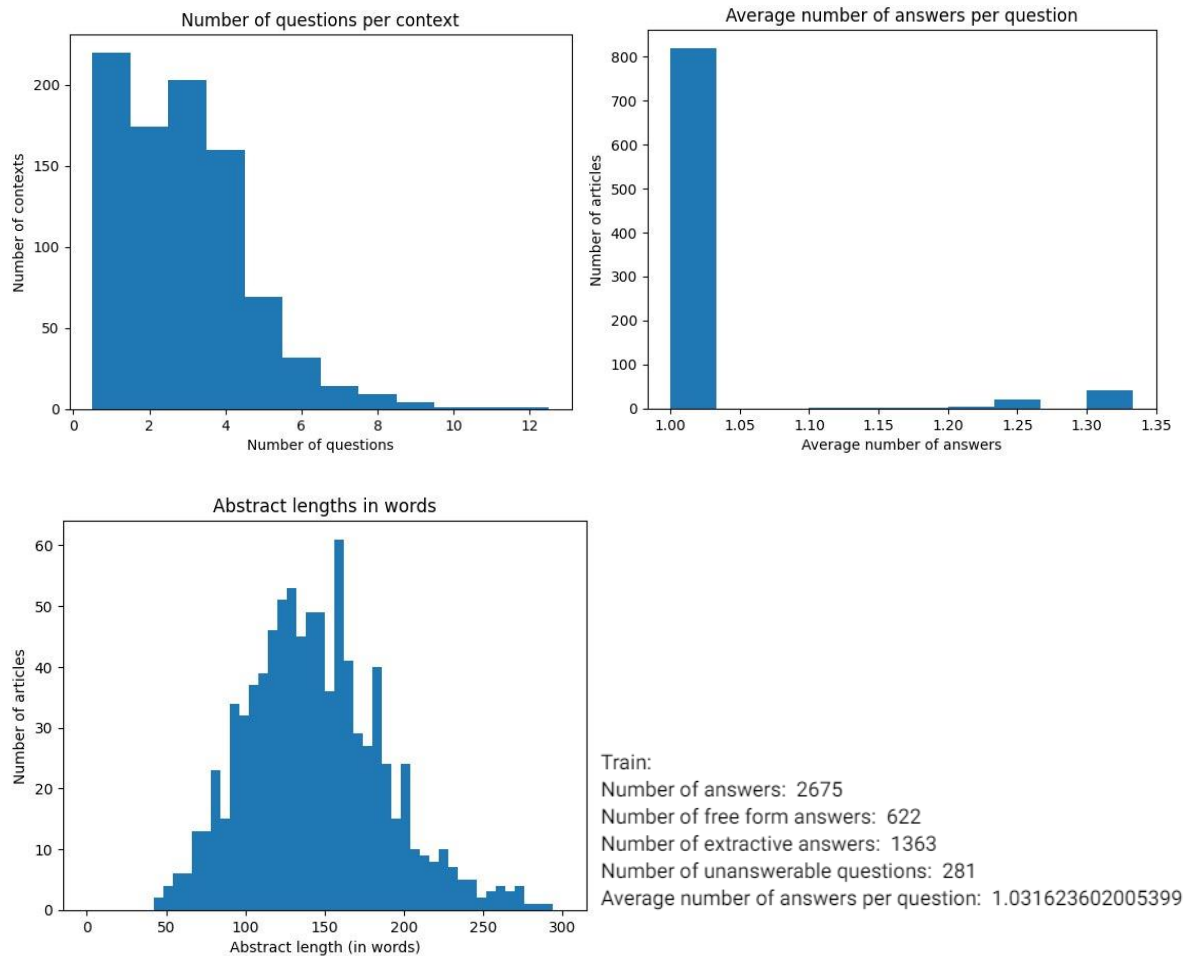 Number of questions per context
Number of contexts
200
150
100
50
0
0 2 4 6 8 10 12
Number of questions
Average number of answers per question
Number of articles
800
700
600
500
400
300
200
100
0
1.00 1.05 1.10 1.15 1.20 1.25 1.30 1.35
Average number of answers
Abstract lengths in words
Number of articles
60
50
40
30
20
10
0
0 50 100 150 200 250 300
Abstract length (in words)
Train:
Number of answers: 2675
Number of free form answers: 622
Number of extractive answers: 1363
Number of unanswerable questions: 281
Average number of answers per question: 1.031623602005399